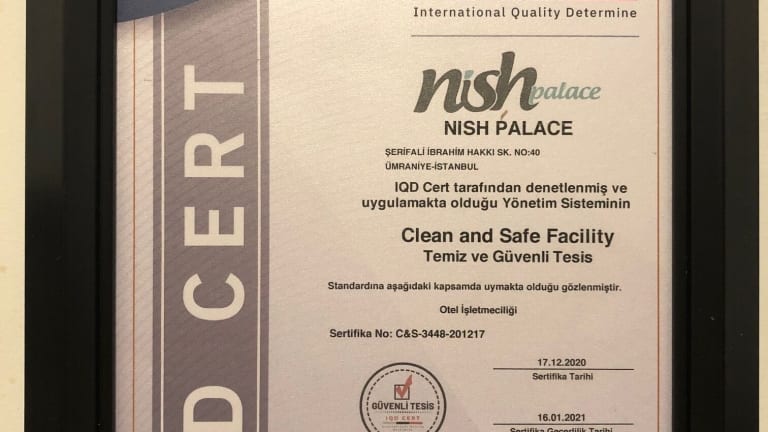 International Quality Determine
nish palace
NISH PALACE
ŞERİFALİ İBRAHİM HAKKI SK. NO:40
ÜMRANİYE-İSTANBUL
IQD Cert tarafından denetlenmiş ve
uygulamakta olduğu Yönetim Sisteminin
Clean and Safe Facility
Temiz ve Güvenli Tesis
Standardına aşağıdaki kapsamda uymakta olduğu gözlenmiştir.
Otel İşletmeciliği
Sertifika No: C&S-3448-201217
17.12.2020
Sertifika Tarihi
16.01.2021
Sertifika Geçerlilik Tarihi
GÜVENLİ TESİS
IQD CERT
D CERT